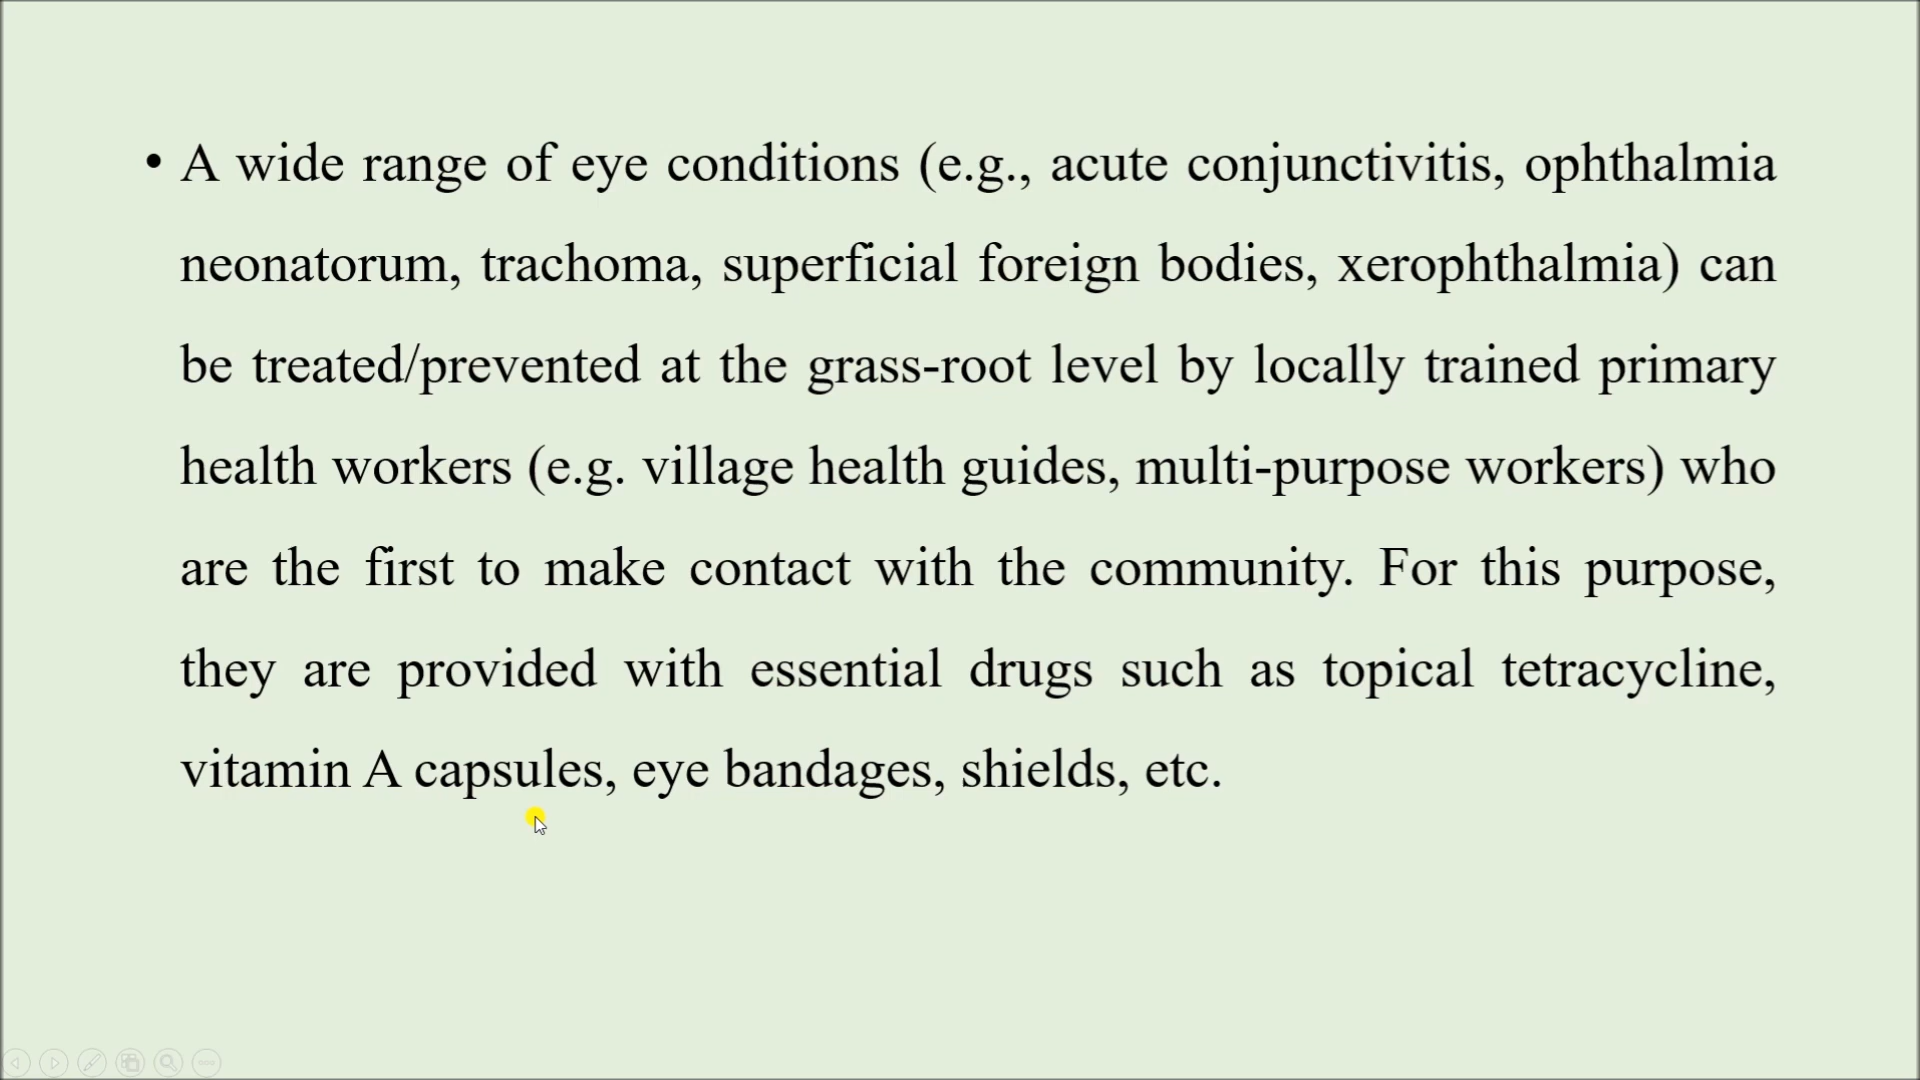 • A wide range of eye conditions (e.g., acute conjunctivitis, ophthalmia
neonatorum, trachoma, superficial foreign bodies, xerophthalmia) can
be treated/prevented at the grass-root level by locally trained primary
health workers (e.g. village health guides, multi-purpose workers) who
are the first to make contact with the community. For this purpose,
they are provided with essential drugs such as topical tetracycline,
vitamin A capsules, eye bandages, shields, etc.